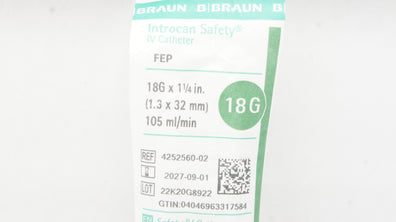 BRAUN B|BRAUN B|BRAUN
Introcan Safety®
IV Catheter
FEP
18G x 1¼ in.
(1.3 x 32 mm)
105 ml/min
18G
REF 4252560-02
2027-09-01
LOT 22K20G8922
GTIN:04046963317584